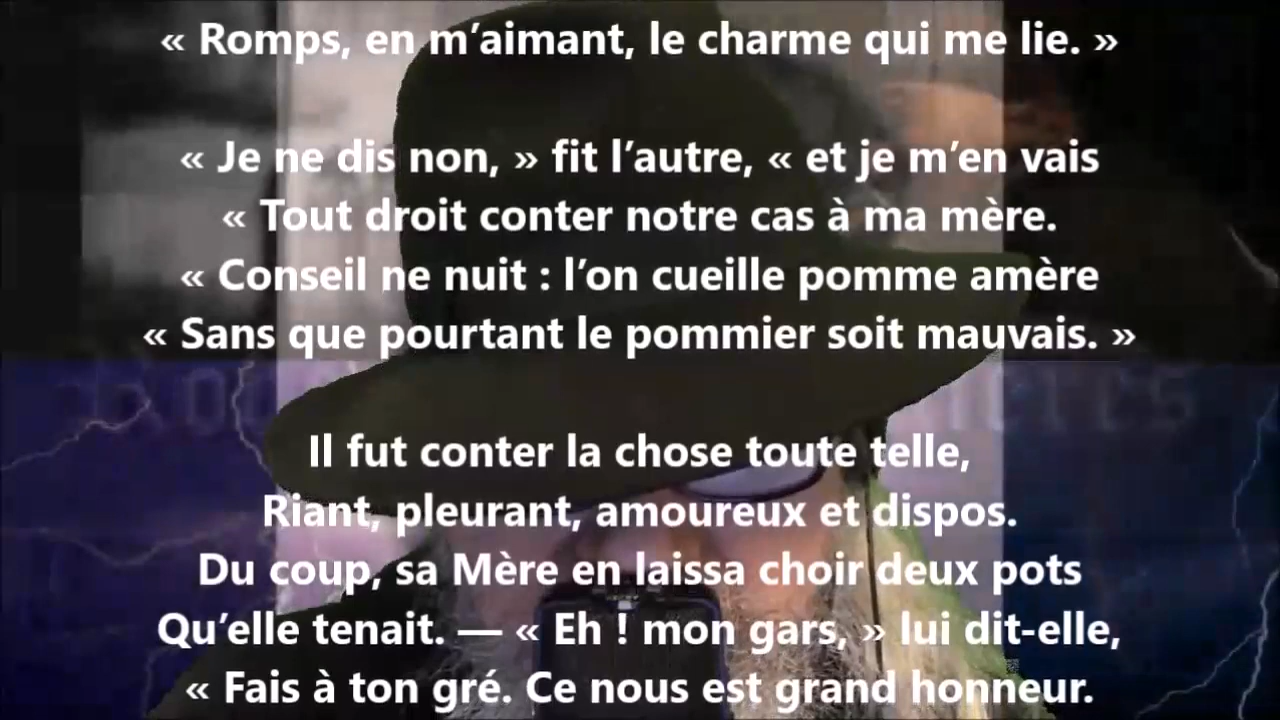 « Romps, en m’aimant, le charme qui me lie. »
« Je ne dis non, » fit l’autre, « et je m’en vais
« Tout droit conter notre cas à ma mère.
« Conseil ne nuit : l’on cueille pomme amère
« Sans que pourtant le pommier soit mauvais. »
Il fut conter la chose toute telle,
Riant, pleurant, amoureux et dispos.
Du coup, sa Mère en laissa choir deux pots
Qu’elle tenait. — « Eh ! mon gars, » lui dit-elle,
« Fais à ton gré. Ce nous est grand honneur.